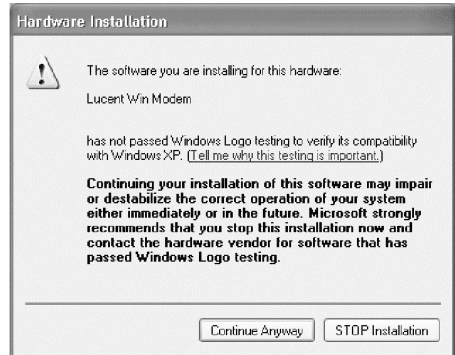 Hardware Installation
The software you are installing for this hardware:
Lucent Win Modem
has not passed Windows Logo testing to verify its compatibility
with Windows XP. (Tell me why this testing is important.)
Continuing your installation of this software may impair
or destabilize the correct operation of your system
either immediately or in the future. Microsoft strongly
recommends that you stop this installation now and
contact the hardware vendor for software that has
passed Windows Logo testing.
Continue Anyway STOP Installation